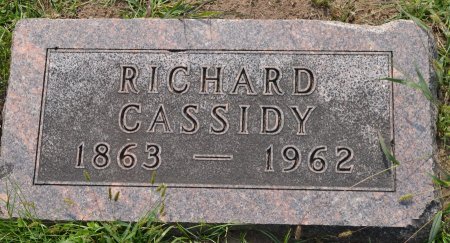 RICHARD
CASSIDY
1863 — 1962